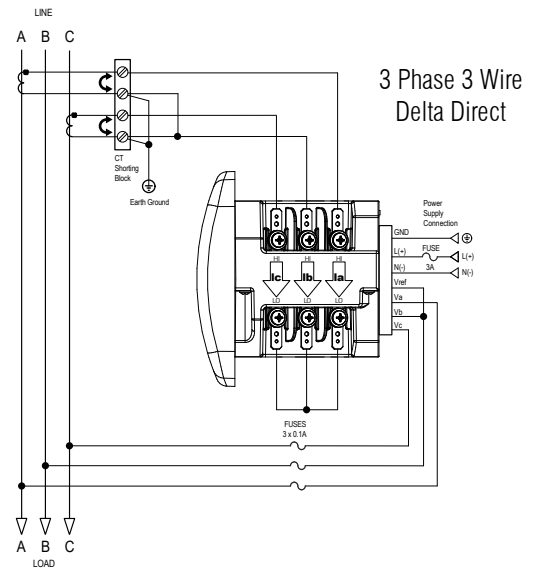 LINE
A B C
3 Phase 3 Wire
Delta Direct
CT
Shorting
Block
Earth Ground
Power
Supply
Connection
GND
L(+)
FUSE
L(+)
N(-)
3A
N(-)
Vref
Va
Vb
Vc
HI HI HI
Ic Ib Ia
LO LO LO
FUSES
3 x 0.1A
A B C
LOAD